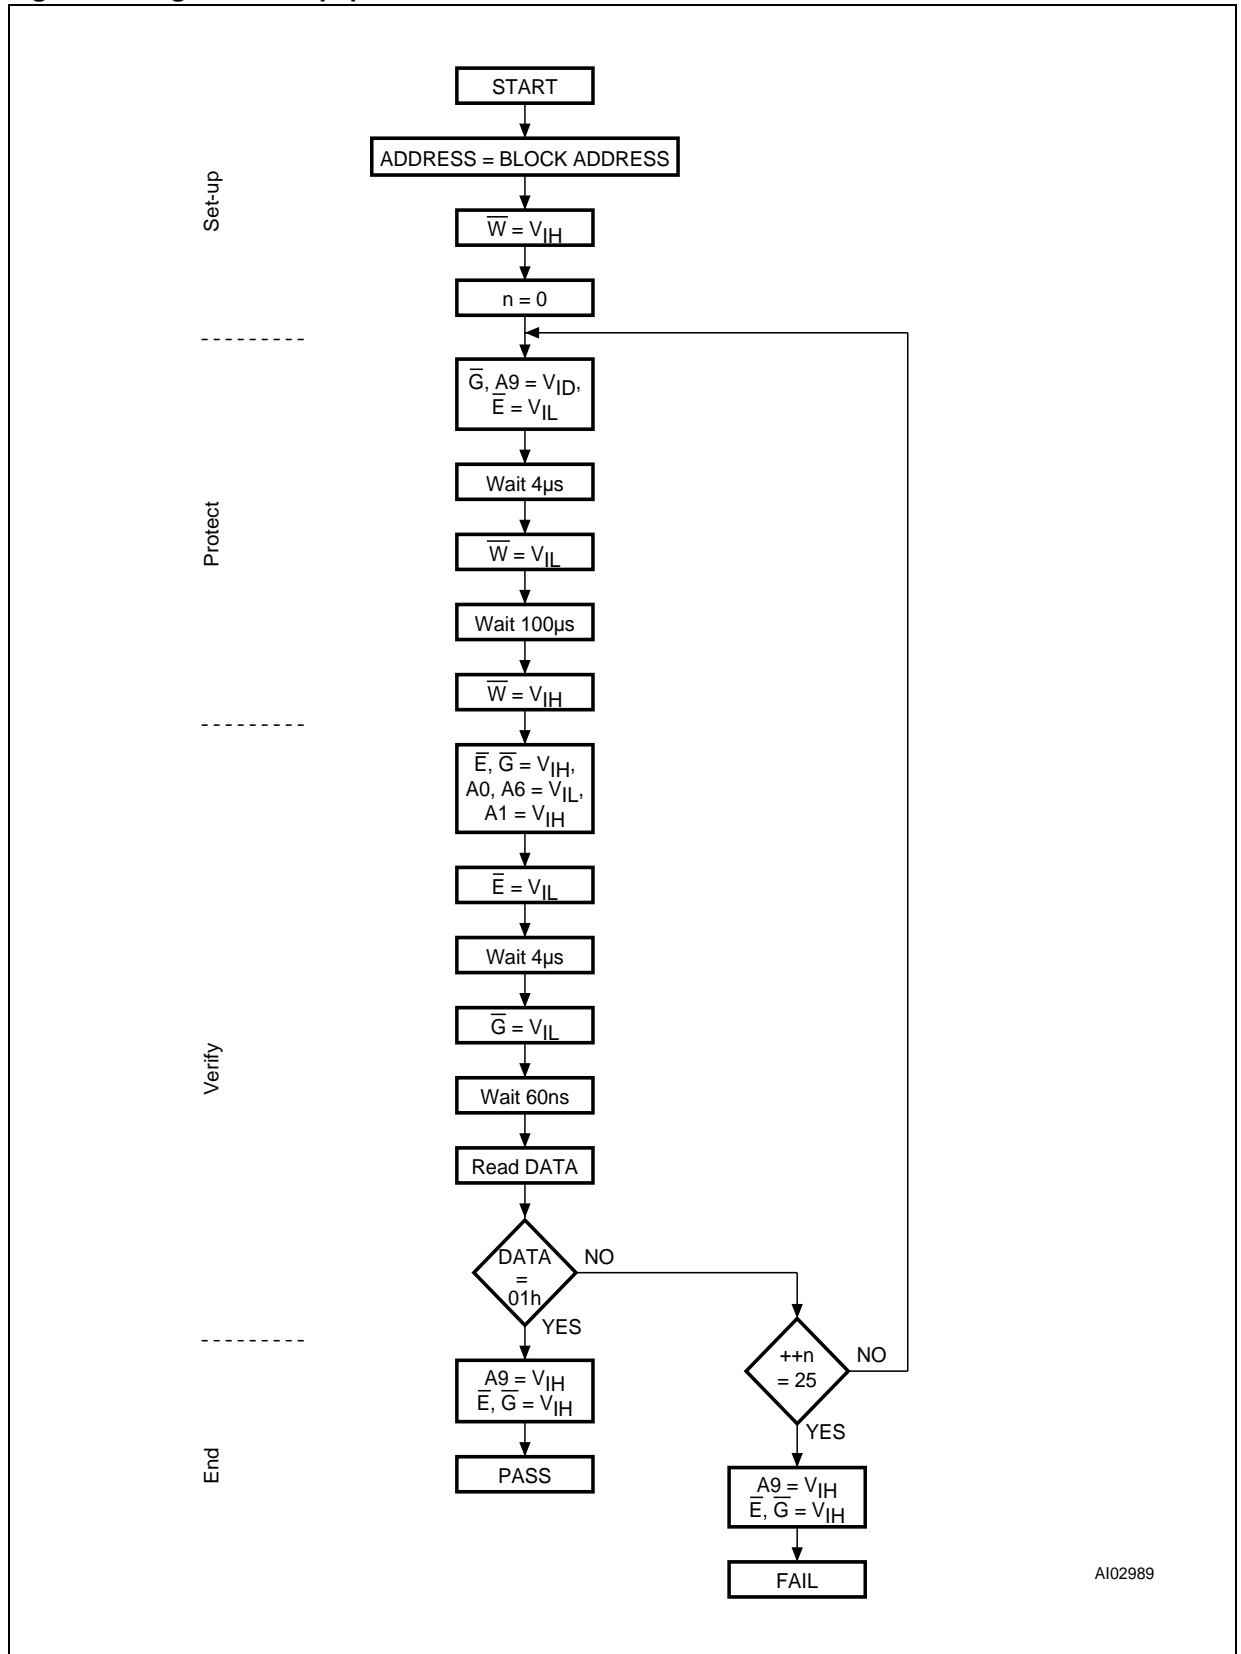 START
ADDRESS = BLOCK ADDRESS
Set-up
W̅ = VIH
n = 0
G̅, A9 = VID,
E̅ = VIL
Wait 4µs
Protect
W̅ = VIL
Wait 100µs
W̅ = VIH
E̅, G̅ = VIH,
A0, A6 = VIL,
A1 = VIH
E̅ = VIL
Wait 4µs
G̅ = VIL
Verify
Wait 60ns
Read DATA
DATA
=
01h
NO
YES
++n
= 25
NO
YES
A9 = VIH
E̅, G̅ = VIH
End
PASS
A9 = VIH
E̅, G̅ = VIH
FAIL
AI02989